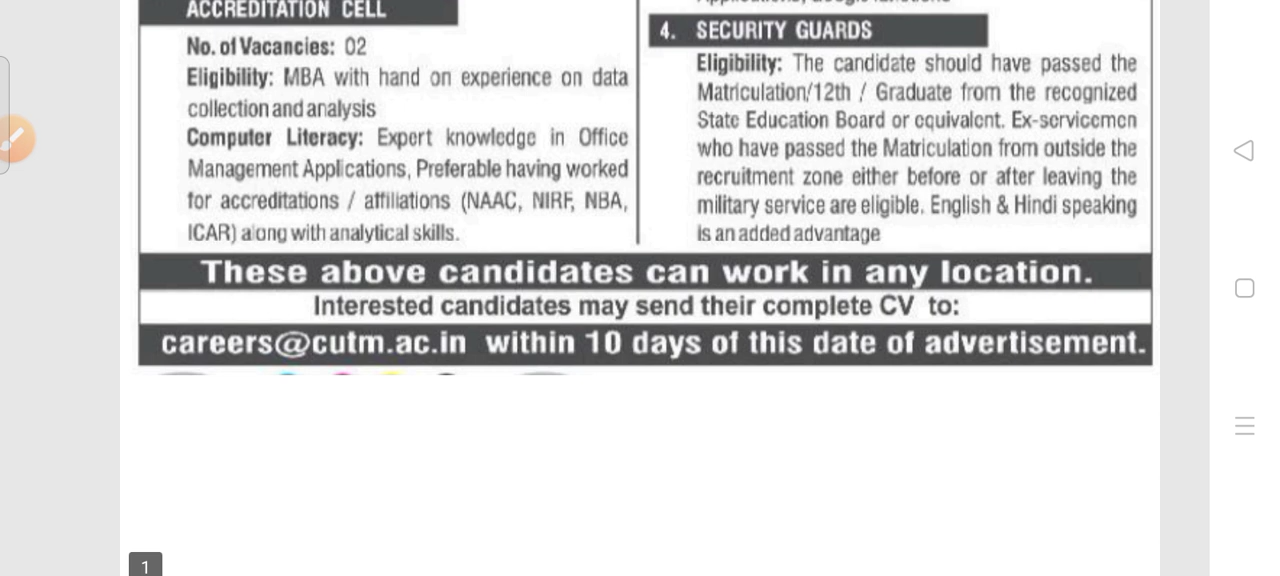 ACCREDITATION CELL
No. of Vacancies: 02
Eligibility: MBA with hand on experience on data
collection and analysis
Computer Literacy: Expert knowledge in Office
Management Applications, Preferable having worked
for accreditations / affiliations (NAAC, NIRF, NBA,
ICAR) along with analytical skills.
4. SECURITY GUARDS
Eligibility: The candidate should have passed the
Matriculation/12th / Graduate from the recognized
State Education Board or equivalent. Ex-servicemen
who have passed the Matriculation from outside the
recruitment zone either before or after leaving the
military service are eligible. English & Hindi speaking
is an added advantage
These above candidates can work in any location.
Interested candidates may send their complete CV to:
careers@cutm.ac.in within 10 days of this date of advertisement.
1